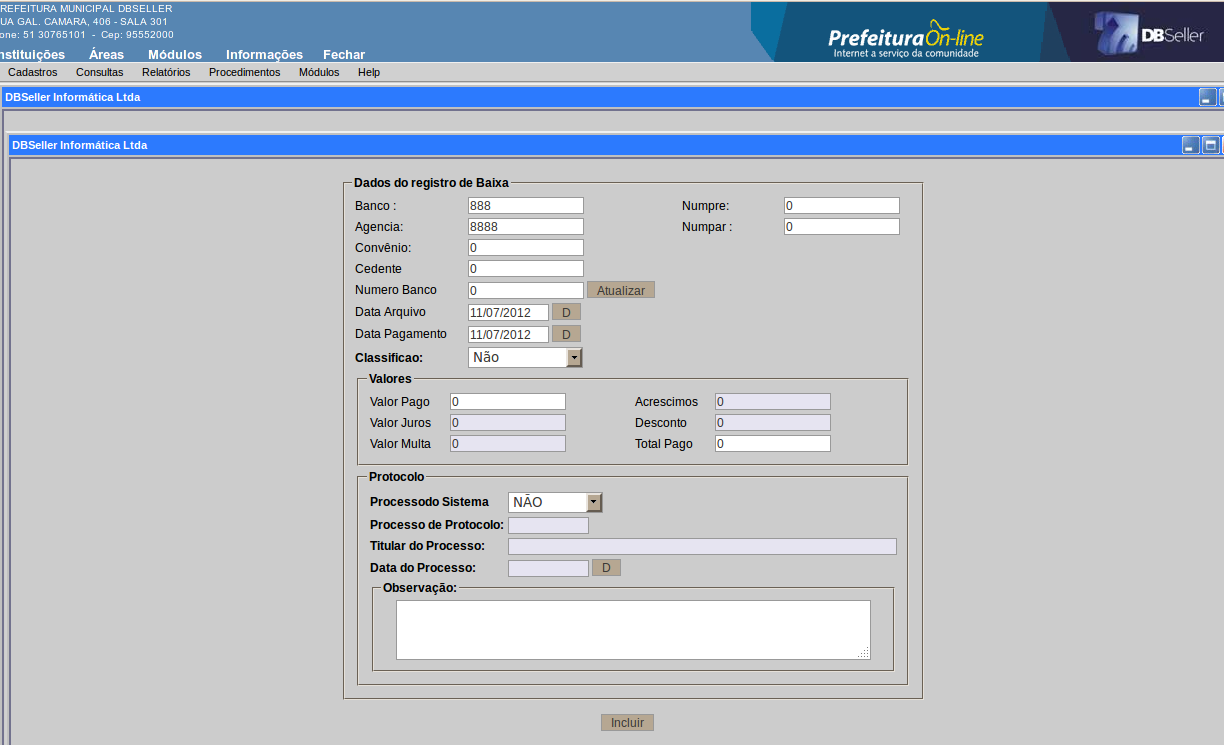 REFEITURA MUNICIPAL DBSELLER
UA GAL. CAMARA, 406 - SALA 301
one: 51 30765101 - Cep: 95552000
nstituições Áreas Módulos Informações Fechar
Prefeitura On-line
Internet a serviço da comunidade
DBSeller
Cadastros Consultas Relatórios Procedimentos Módulos Help
DBSeller Informática Ltda
DBSeller Informática Ltda
Dados do registro de Baixa
Banco : 888 Numpre: 0
Agencia: 8888 Numpar : 0
Convênio: 0
Cedente 0
Numero Banco 0 Atualizar
Data Arquivo 11/07/2012 D
Data Pagamento 11/07/2012 D
Classificao: Não
Valores
Valor Pago 0 Acrescimos 0
Valor Juros 0 Desconto 0
Valor Multa 0 Total Pago 0
Protocolo
Processodo Sistema NÃO
Processo de Protocolo:
Titular do Processo:
Data do Processo: D
Observação:
Incluir